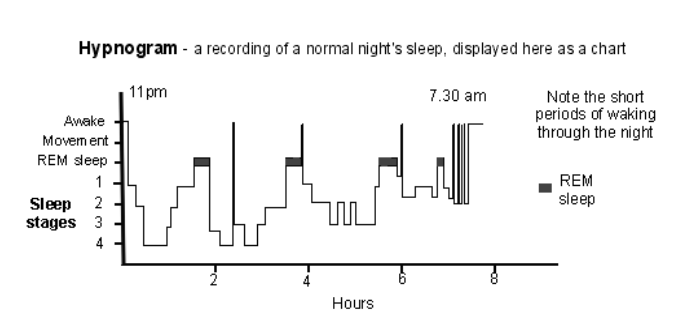 Hypnogram - a recording of a normal night's sleep, displayed here as a chart
11pm
7.30 am
Note the short
periods of waking
through the night
Awake
Movement
REM sleep
1
2
3
4
Sleep
stages
REM
sleep
2
4
6
8
Hours